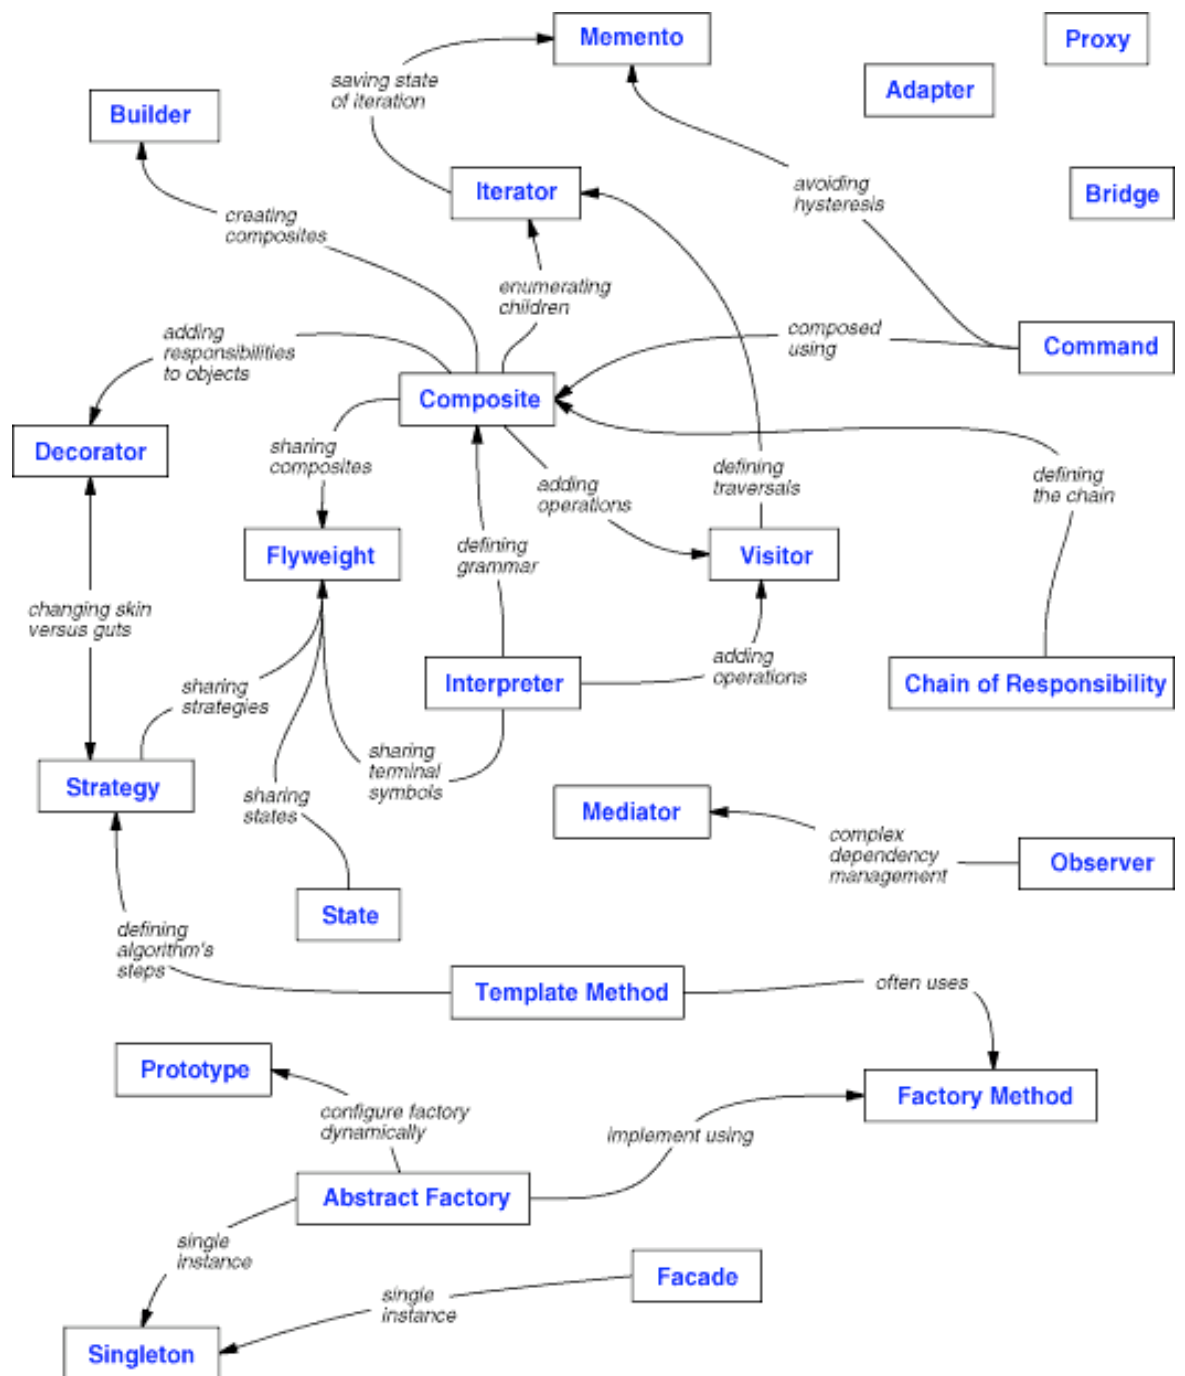 Memento
Proxy
saving state
of iteration
Adapter
Builder
Iterator
avoiding
hysteresis
Bridge
creating
composites
enumerating
children
adding
responsibilities
to objects
composed
using
Command
Composite
Decorator
sharing
composites
adding
operations
defining
traversals
defining
the chain
Flyweight
defining
grammar
Visitor
changing skin
versus guts
sharing
strategies
Interpreter
adding
operations
Chain of Responsibility
sharing
terminal
symbols
Strategy
sharing
states
Mediator
complex
dependency
management
Observer
State
defining
algorithm's
steps
Template Method
often uses
Prototype
Factory Method
configure factory
dynamically
implement using
Abstract Factory
single
instance
Facade
single
instance
Singleton